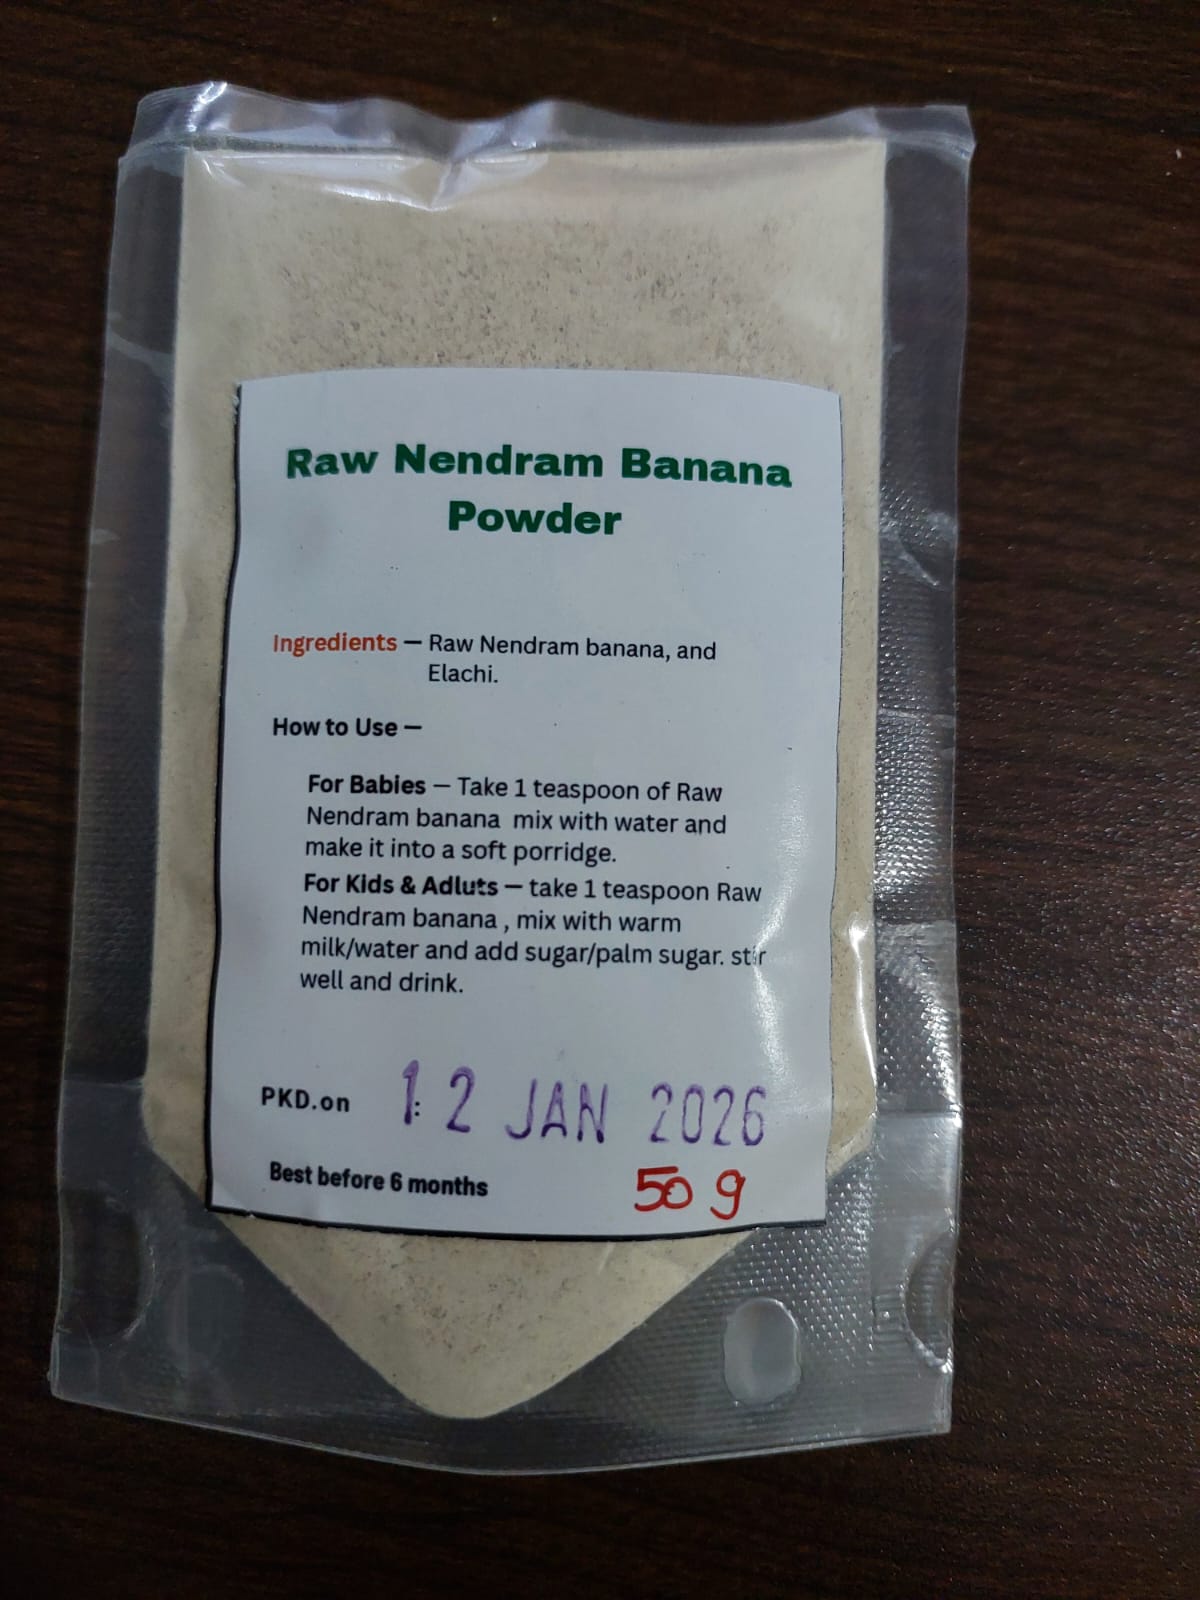 Raw Nendram Banana
Powder
Ingredients — Raw Nendram banana, and
Elachi.
How to Use —
For Babies — Take 1 teaspoon of Raw
Nendram banana  mix with water and
make it into a soft porridge.
For Kids & Adluts — take 1 teaspoon Raw
Nendram banana , mix with warm
milk/water and add sugar/palm sugar. stir
well and drink.
PKD.on : 12 JAN 2026
Best before 6 months 50 g